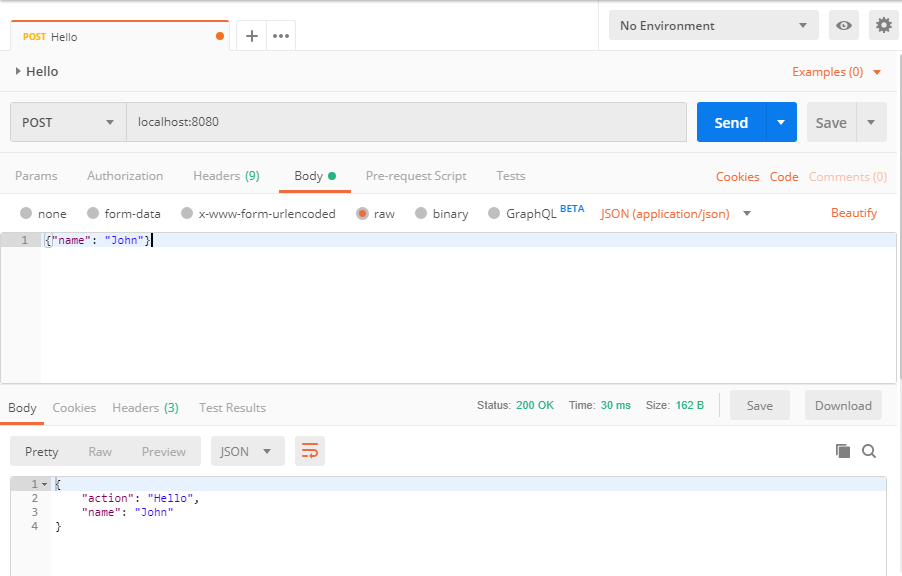 POST Hello
No Environment
Hello
Examples (0)
POST
localhost:8080
Send
Save
Params Authorization Headers (9) Body Pre-request Script Tests
Cookies Code Comments (0)
none form-data x-www-form-urlencoded raw binary GraphQL BETA JSON (application/json) Beautify
1 {"name": "John"}
Body Cookies Headers (3) Test Results
Status: 200 OK Time: 30 ms Size: 162 B Save Download
Pretty Raw Preview JSON
1 {
2 "action": "Hello",
3 "name": "John"
4 }